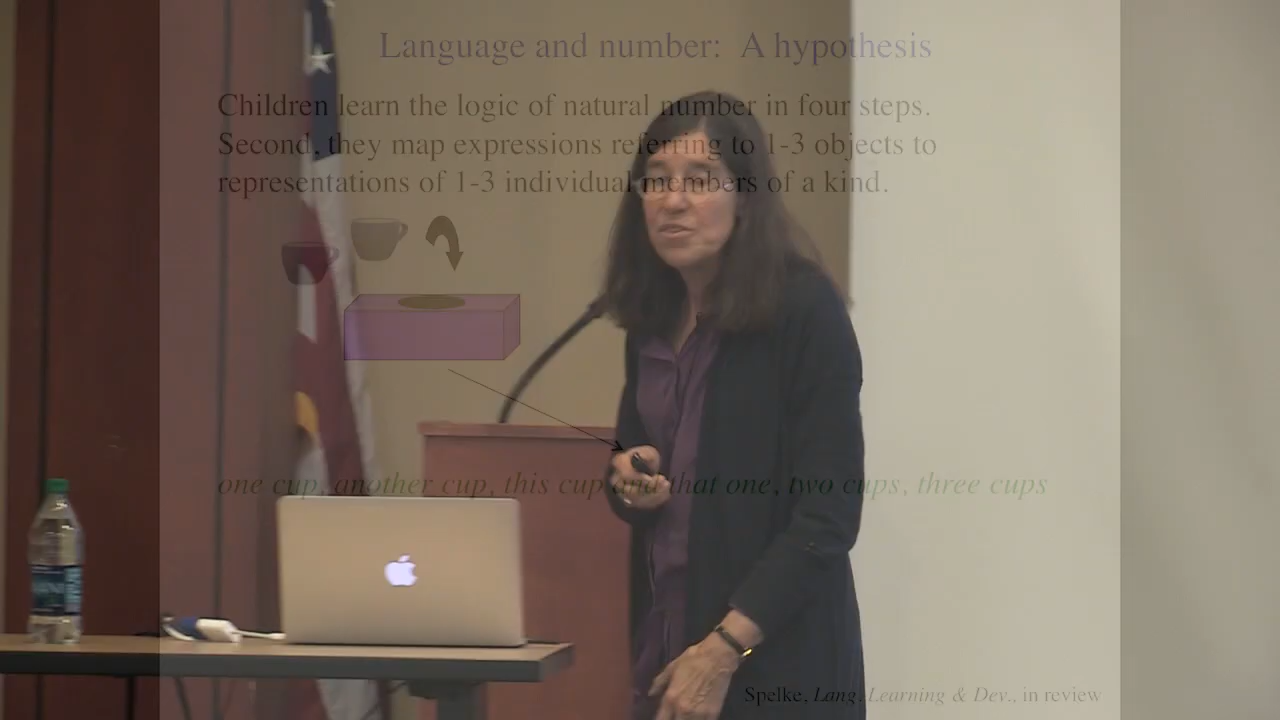 Language and number: A hypothesis
Children learn the logic of natural number in four steps.
Second, they map expressions referring to 1-3 objects to
representations of 1-3 individual members of a kind.
one cup, another cup, this cup and that one, two cups, three cups
Spelke, Lang. Learning & Dev., in review